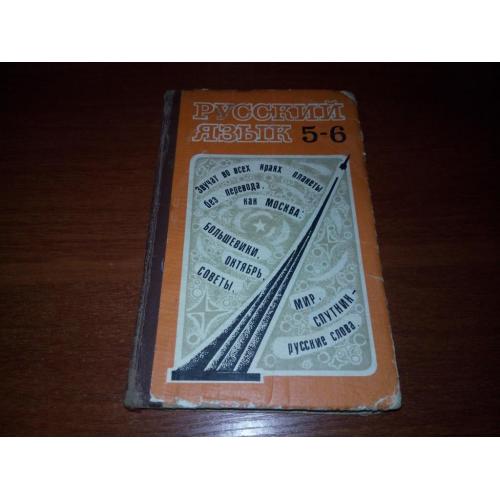 РУССКИЙ
ЯЗЫК 5-6
Звучат во всех краях планеты
без перевода,
как МОСКВА:
БОЛЬШЕВИКИ,
ОКТЯБРЬ,
СОВЕТЫ,
МИР,
СПУТНИК —
русские слова.